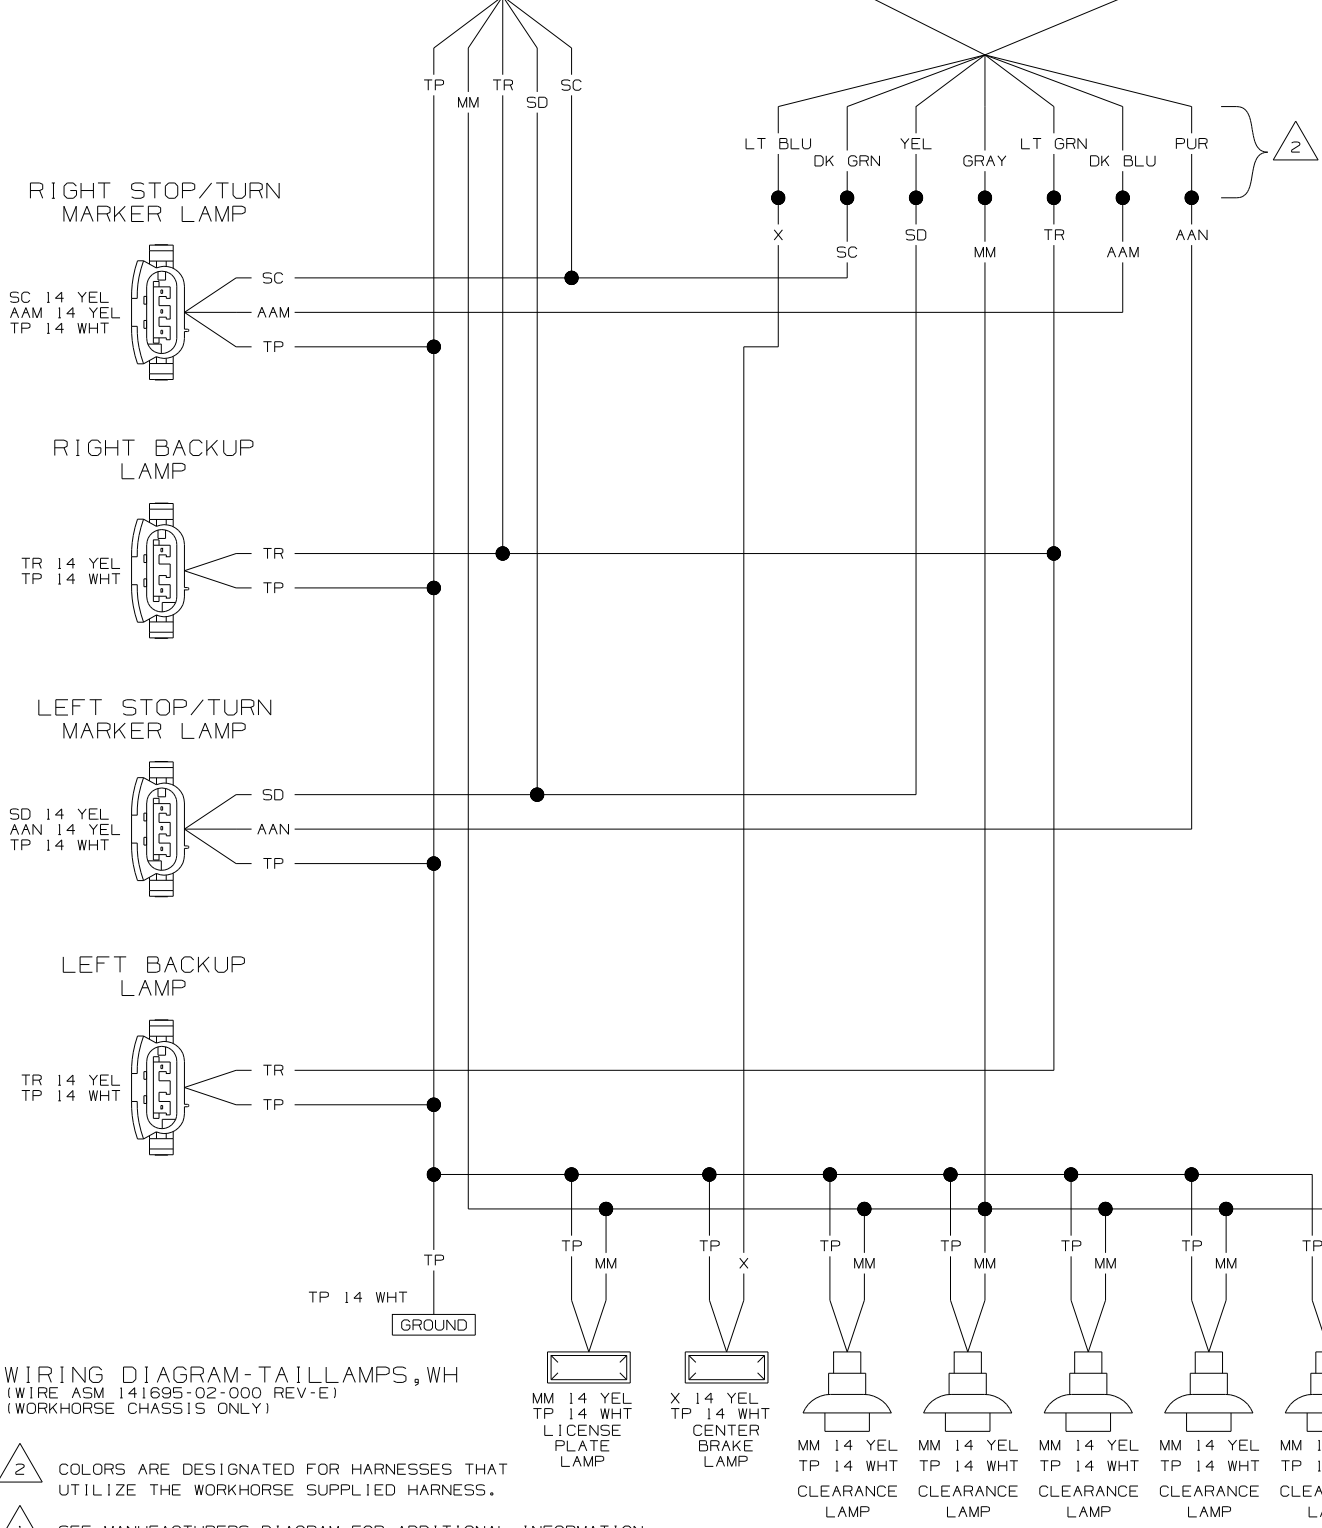 TP
MM
TR
SD
SC
LT BLU
DK GRN
YEL
GRAY
LT GRN
DK BLU
PUR
2
X
SC
SD
MM
TR
AAM
AAN
RIGHT STOP/TURN
MARKER LAMP
SC 14 YEL
AAM 14 YEL
TP 14 WHT
SC
AAM
TP
RIGHT BACKUP
LAMP
TR 14 YEL
TP 14 WHT
TR
TP
LEFT STOP/TURN
MARKER LAMP
SD 14 YEL
AAN 14 YEL
TP 14 WHT
SD
AAN
TP
LEFT BACKUP
LAMP
TR 14 YEL
TP 14 WHT
TR
TP
TP
TP
MM
TP
X
TP
MM
TP
MM
TP
MM
TP
MM
TP
TP 14 WHT
GROUND
MM 14 YEL
TP 14 WHT
LICENSE
PLATE
LAMP
X 14 YEL
TP 14 WHT
CENTER
BRAKE
LAMP
MM 14 YEL
TP 14 WHT
CLEARANCE
LAMP
MM 14 YEL
TP 14 WHT
CLEARANCE
LAMP
MM 14 YEL
TP 14 WHT
CLEARANCE
LAMP
MM 14 YEL
TP 14 WHT
CLEARANCE
LAMP
MM
TP
WIRING DIAGRAM-TAILLAMPS,WH
(WIRE ASM 141695-02-000 REV-E)
(WORKHORSE CHASSIS ONLY)
2
COLORS ARE DESIGNATED FOR HARNESSES THAT
UTILIZE THE WORKHORSE SUPPLIED HARNESS.
SEE MANUFACTURERS DIAGRAM FOR ADDITIONAL INFORMATION